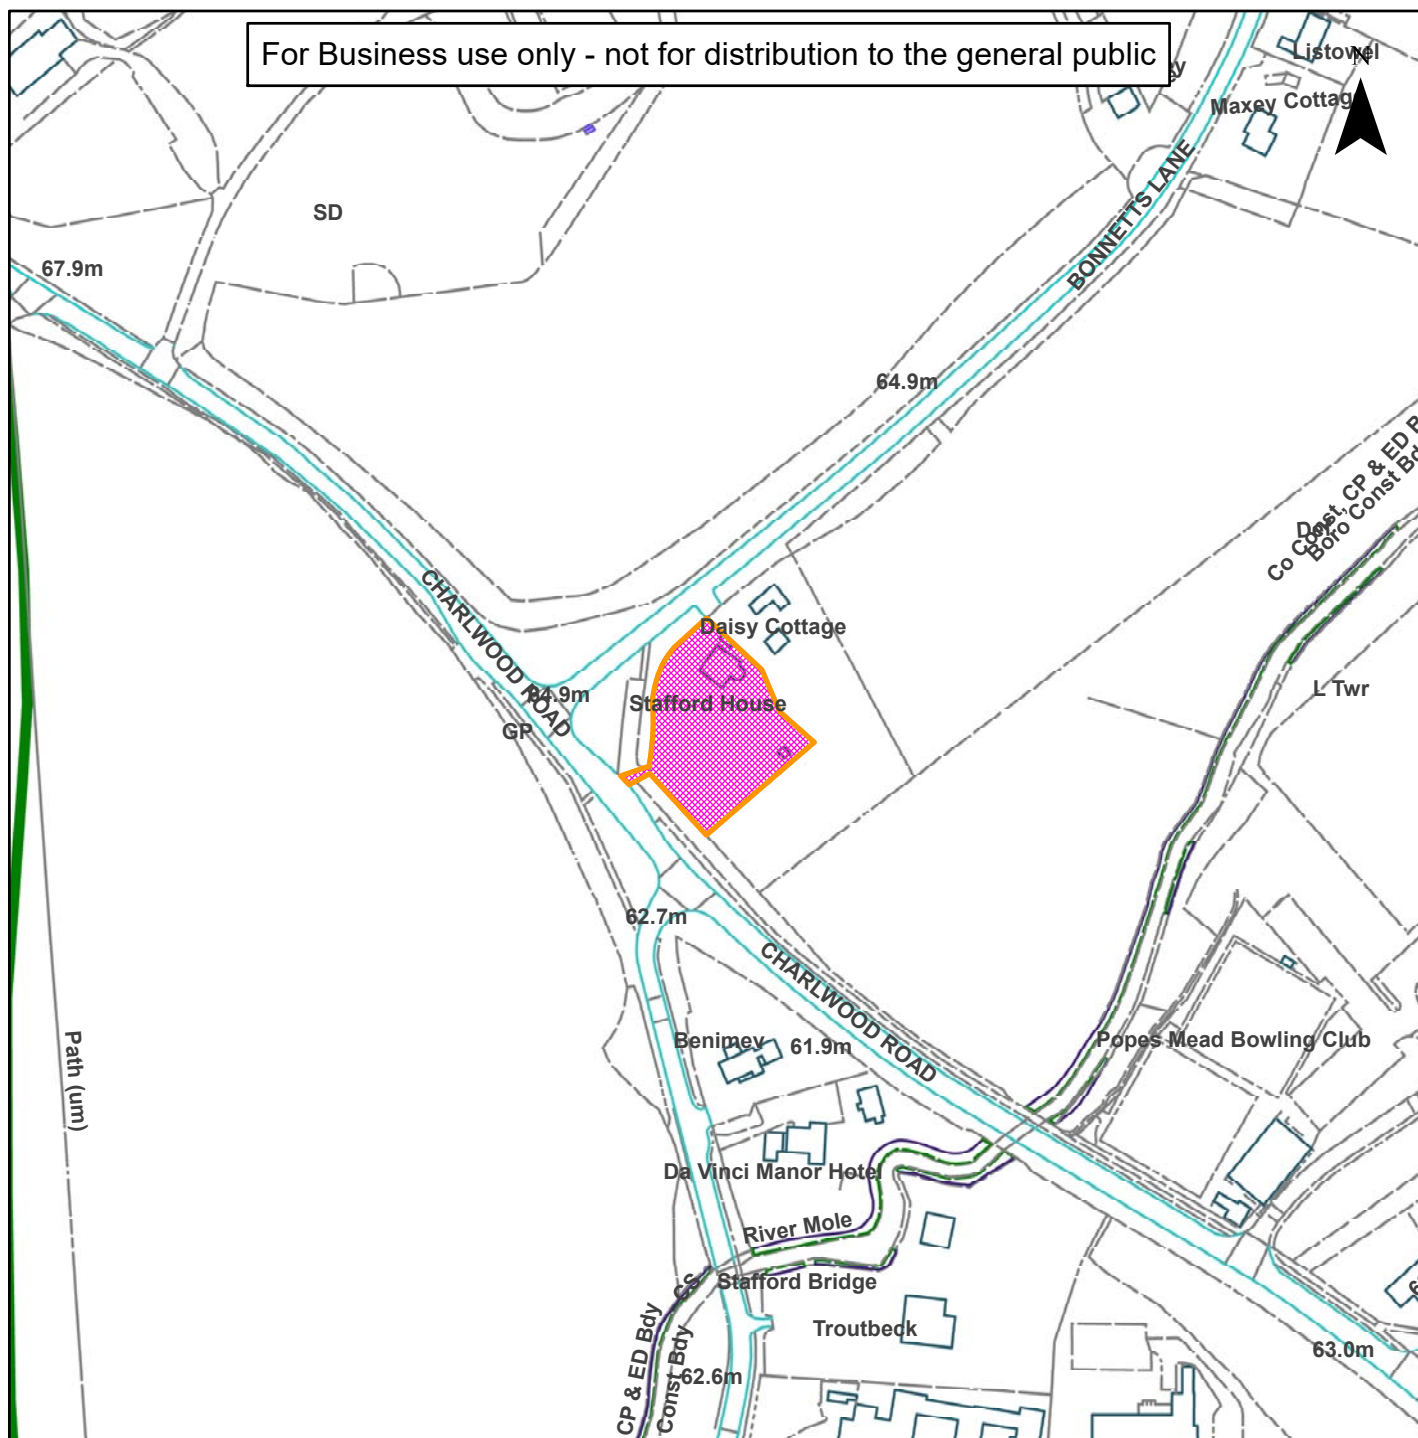 For Business use only - not for distribution to the general public
Listowel
N
Maxey Cottage
BONNETTS LANE
SD
67.9m
64.9m
Co Const, CP & ED B
Boro Const Bdy
CHARLWOOD ROAD
Daisy Cottage
64.9m
Stafford House
L Twr
GP
62.7m
CHARLWOOD ROAD
Path (um)
Benimev
61.9m
Popes Mead Bowling Club
Da Vinci Manor Hotel
River Mole
CS
Stafford Bridge
Troutbeck
CP & ED Bdy
Const Bdy
62.6m
63.0m